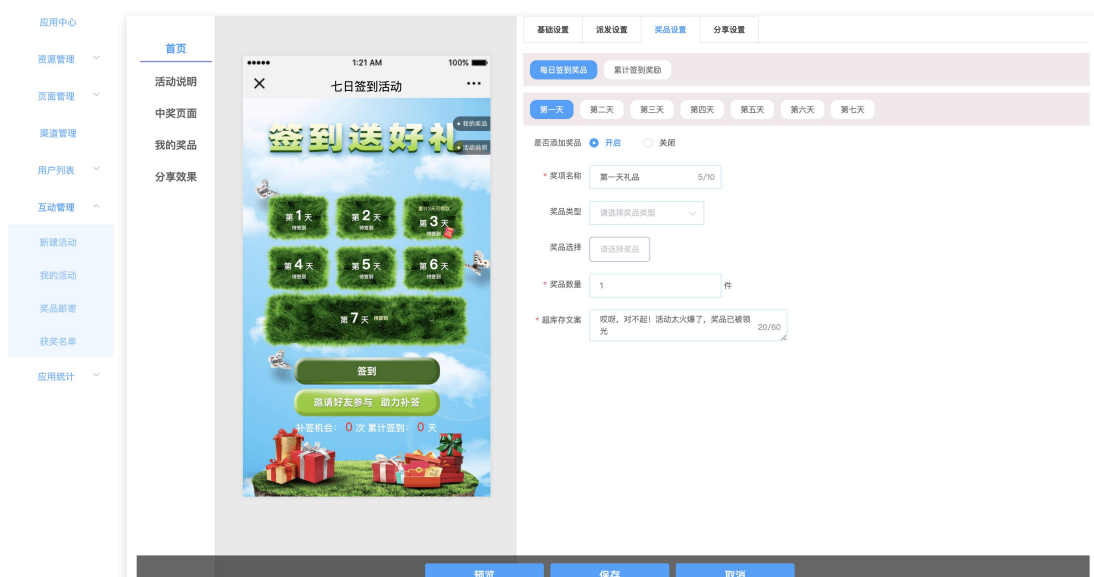 应用中心
资源管理
页面管理
渠道管理
用户列表
互动管理
新建活动
我的活动
奖品邮寄
获奖名单
应用统计
首页
活动说明
中奖页面
我的奖品
分享效果
1:21 AM
100%
七日签到活动
签到送好礼
我的奖品
活动说明
第1天
待签到
第2天
待签到
累计3天可领取
第3天
待签到
第4天
待签到
第5天
待签到
第6天
待签到
第7天 待签到
签到
邀请好友参与 助力补签
补签机会: 0 次 累计签到: 0 天
基础设置 派发设置 奖品设置 分享设置
每日签到奖品 累计签到奖励
第一天 第二天 第三天 第四天 第五天 第六天 第七天
是否添加奖品 开启 关闭
* 奖项名称 第一天礼品 5/10
奖品类型 请选择奖品类型
奖品选择 请选择奖品
* 奖品数量 1 件
* 超库存文案 哎呀，对不起！活动太火爆了，奖品已被领
光 20/60
预览 保存 取消